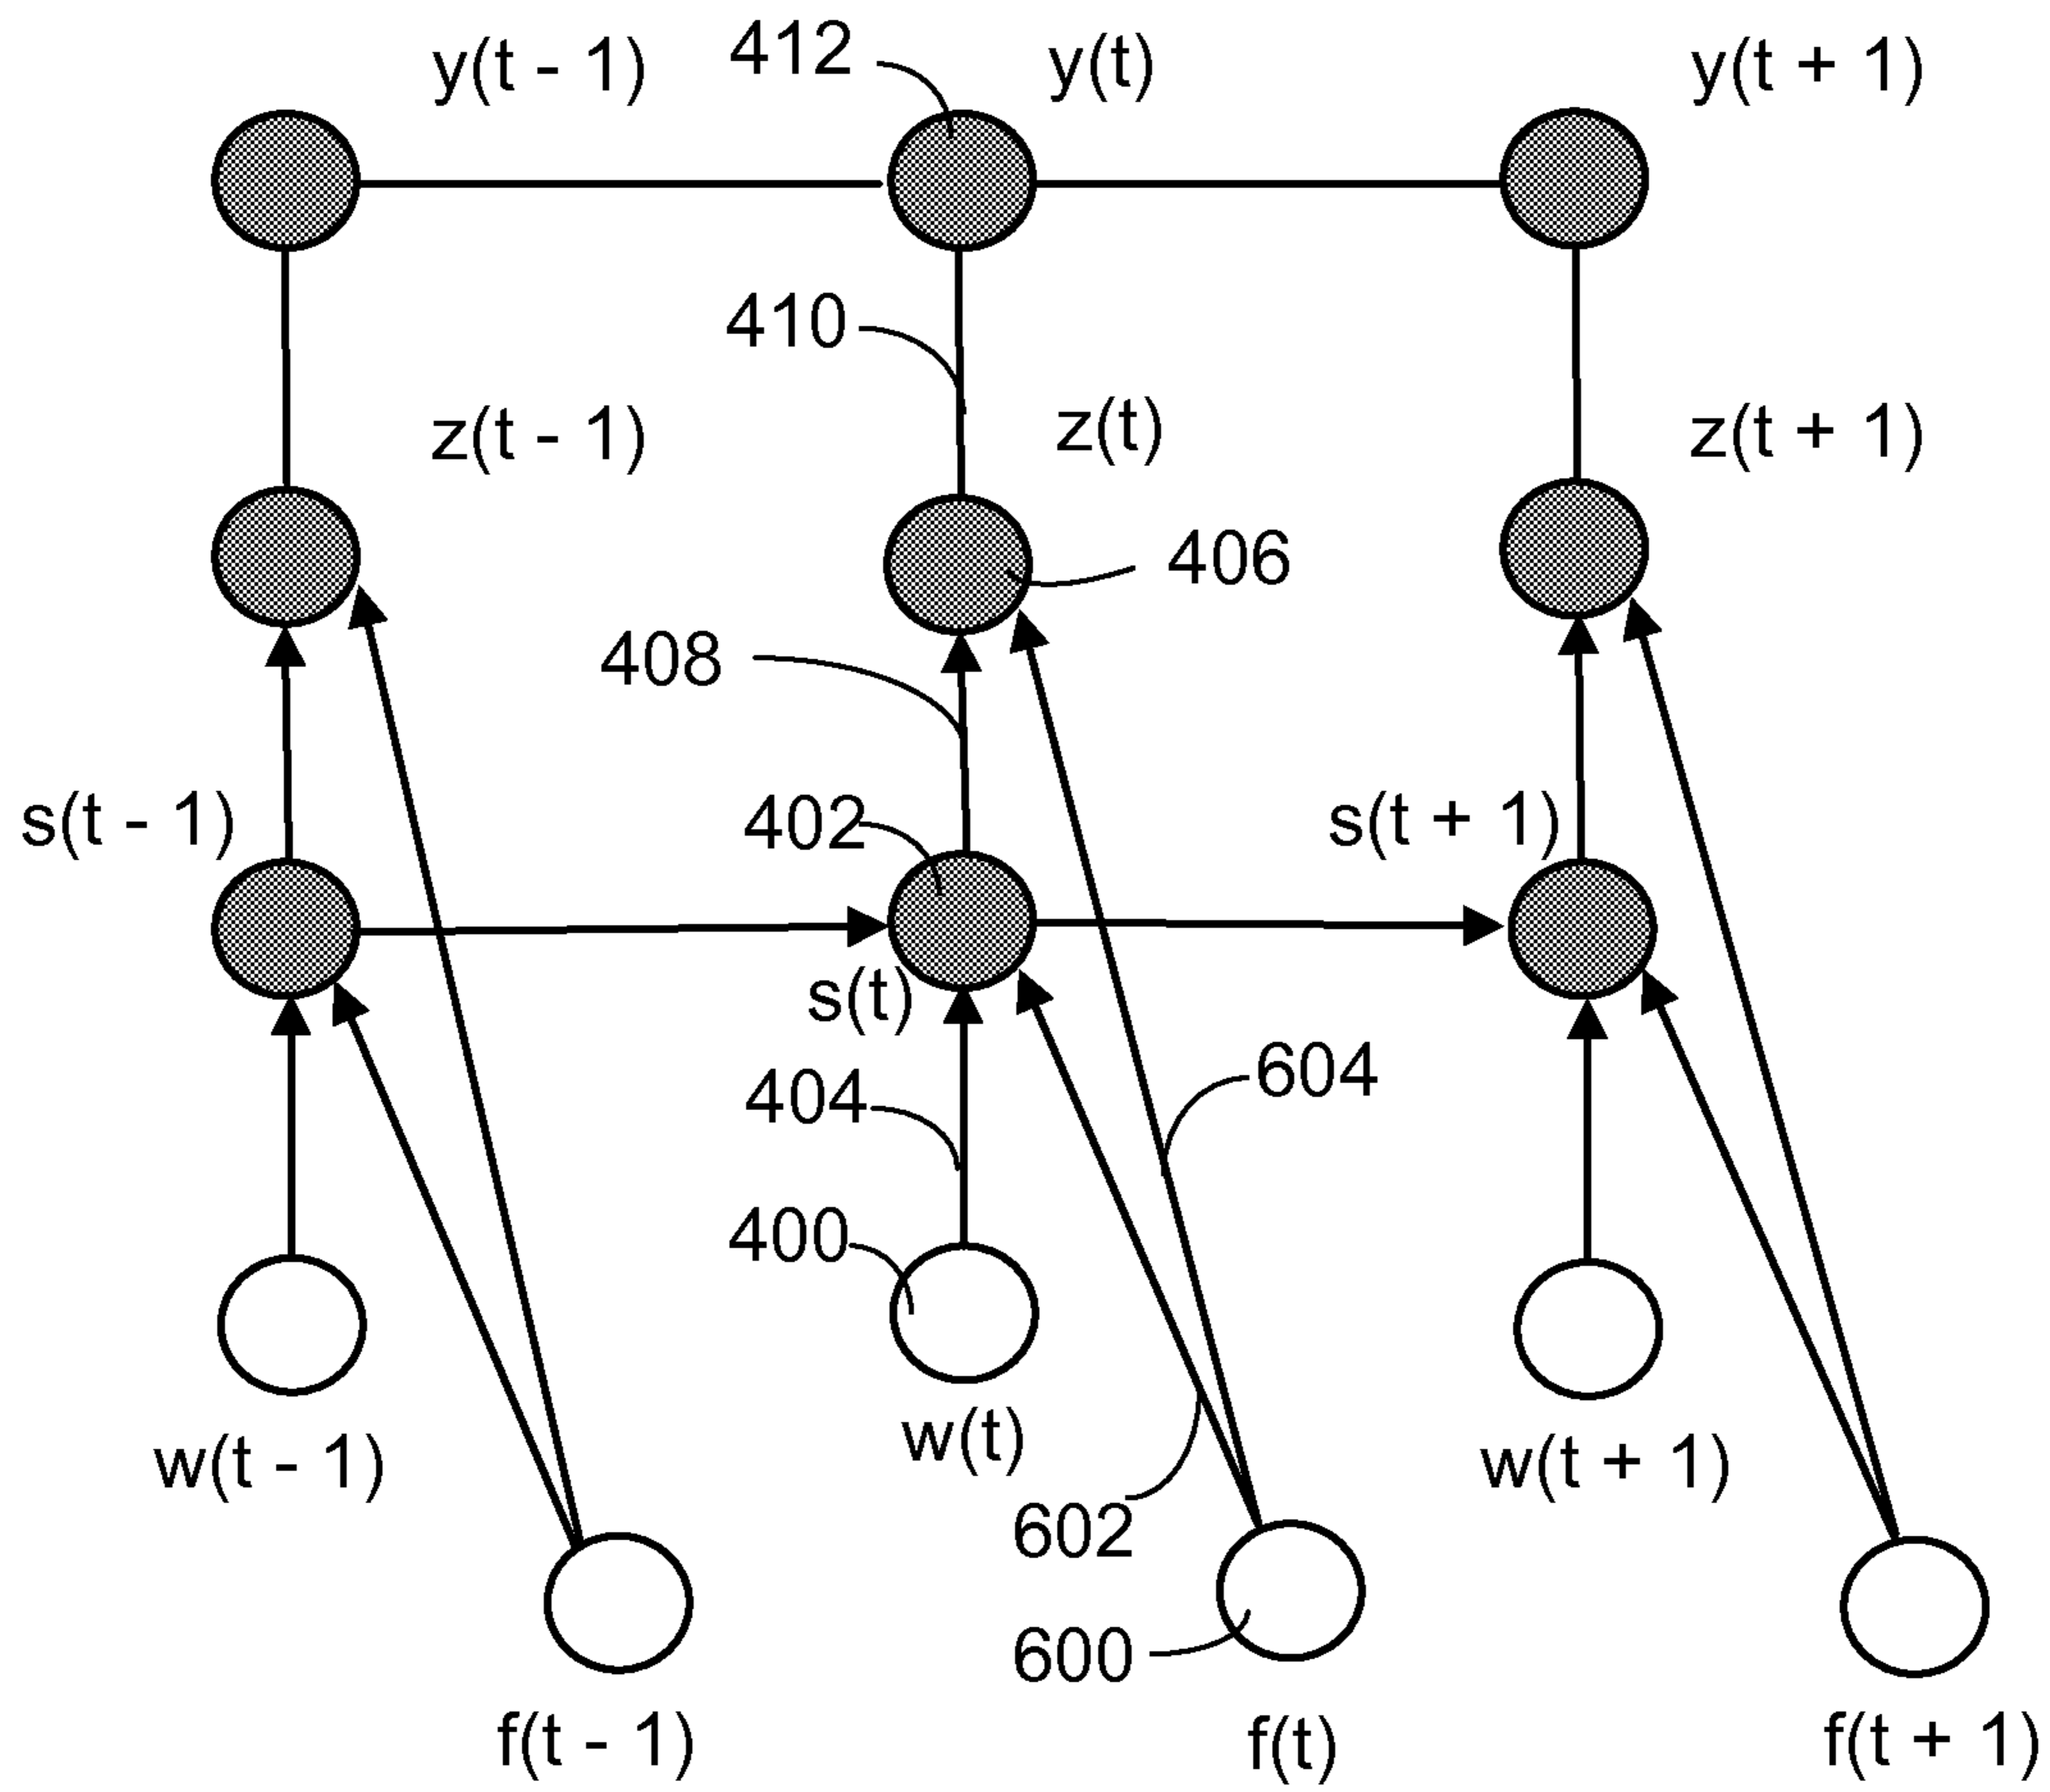 y(t - 1)
412
y(t)
y(t + 1)
410
z(t - 1)
z(t)
z(t + 1)
406
408
s(t - 1)
402
s(t + 1)
s(t)
404
604
400
w(t - 1)
w(t)
w(t + 1)
602
600
f(t - 1)
f(t)
f(t + 1)